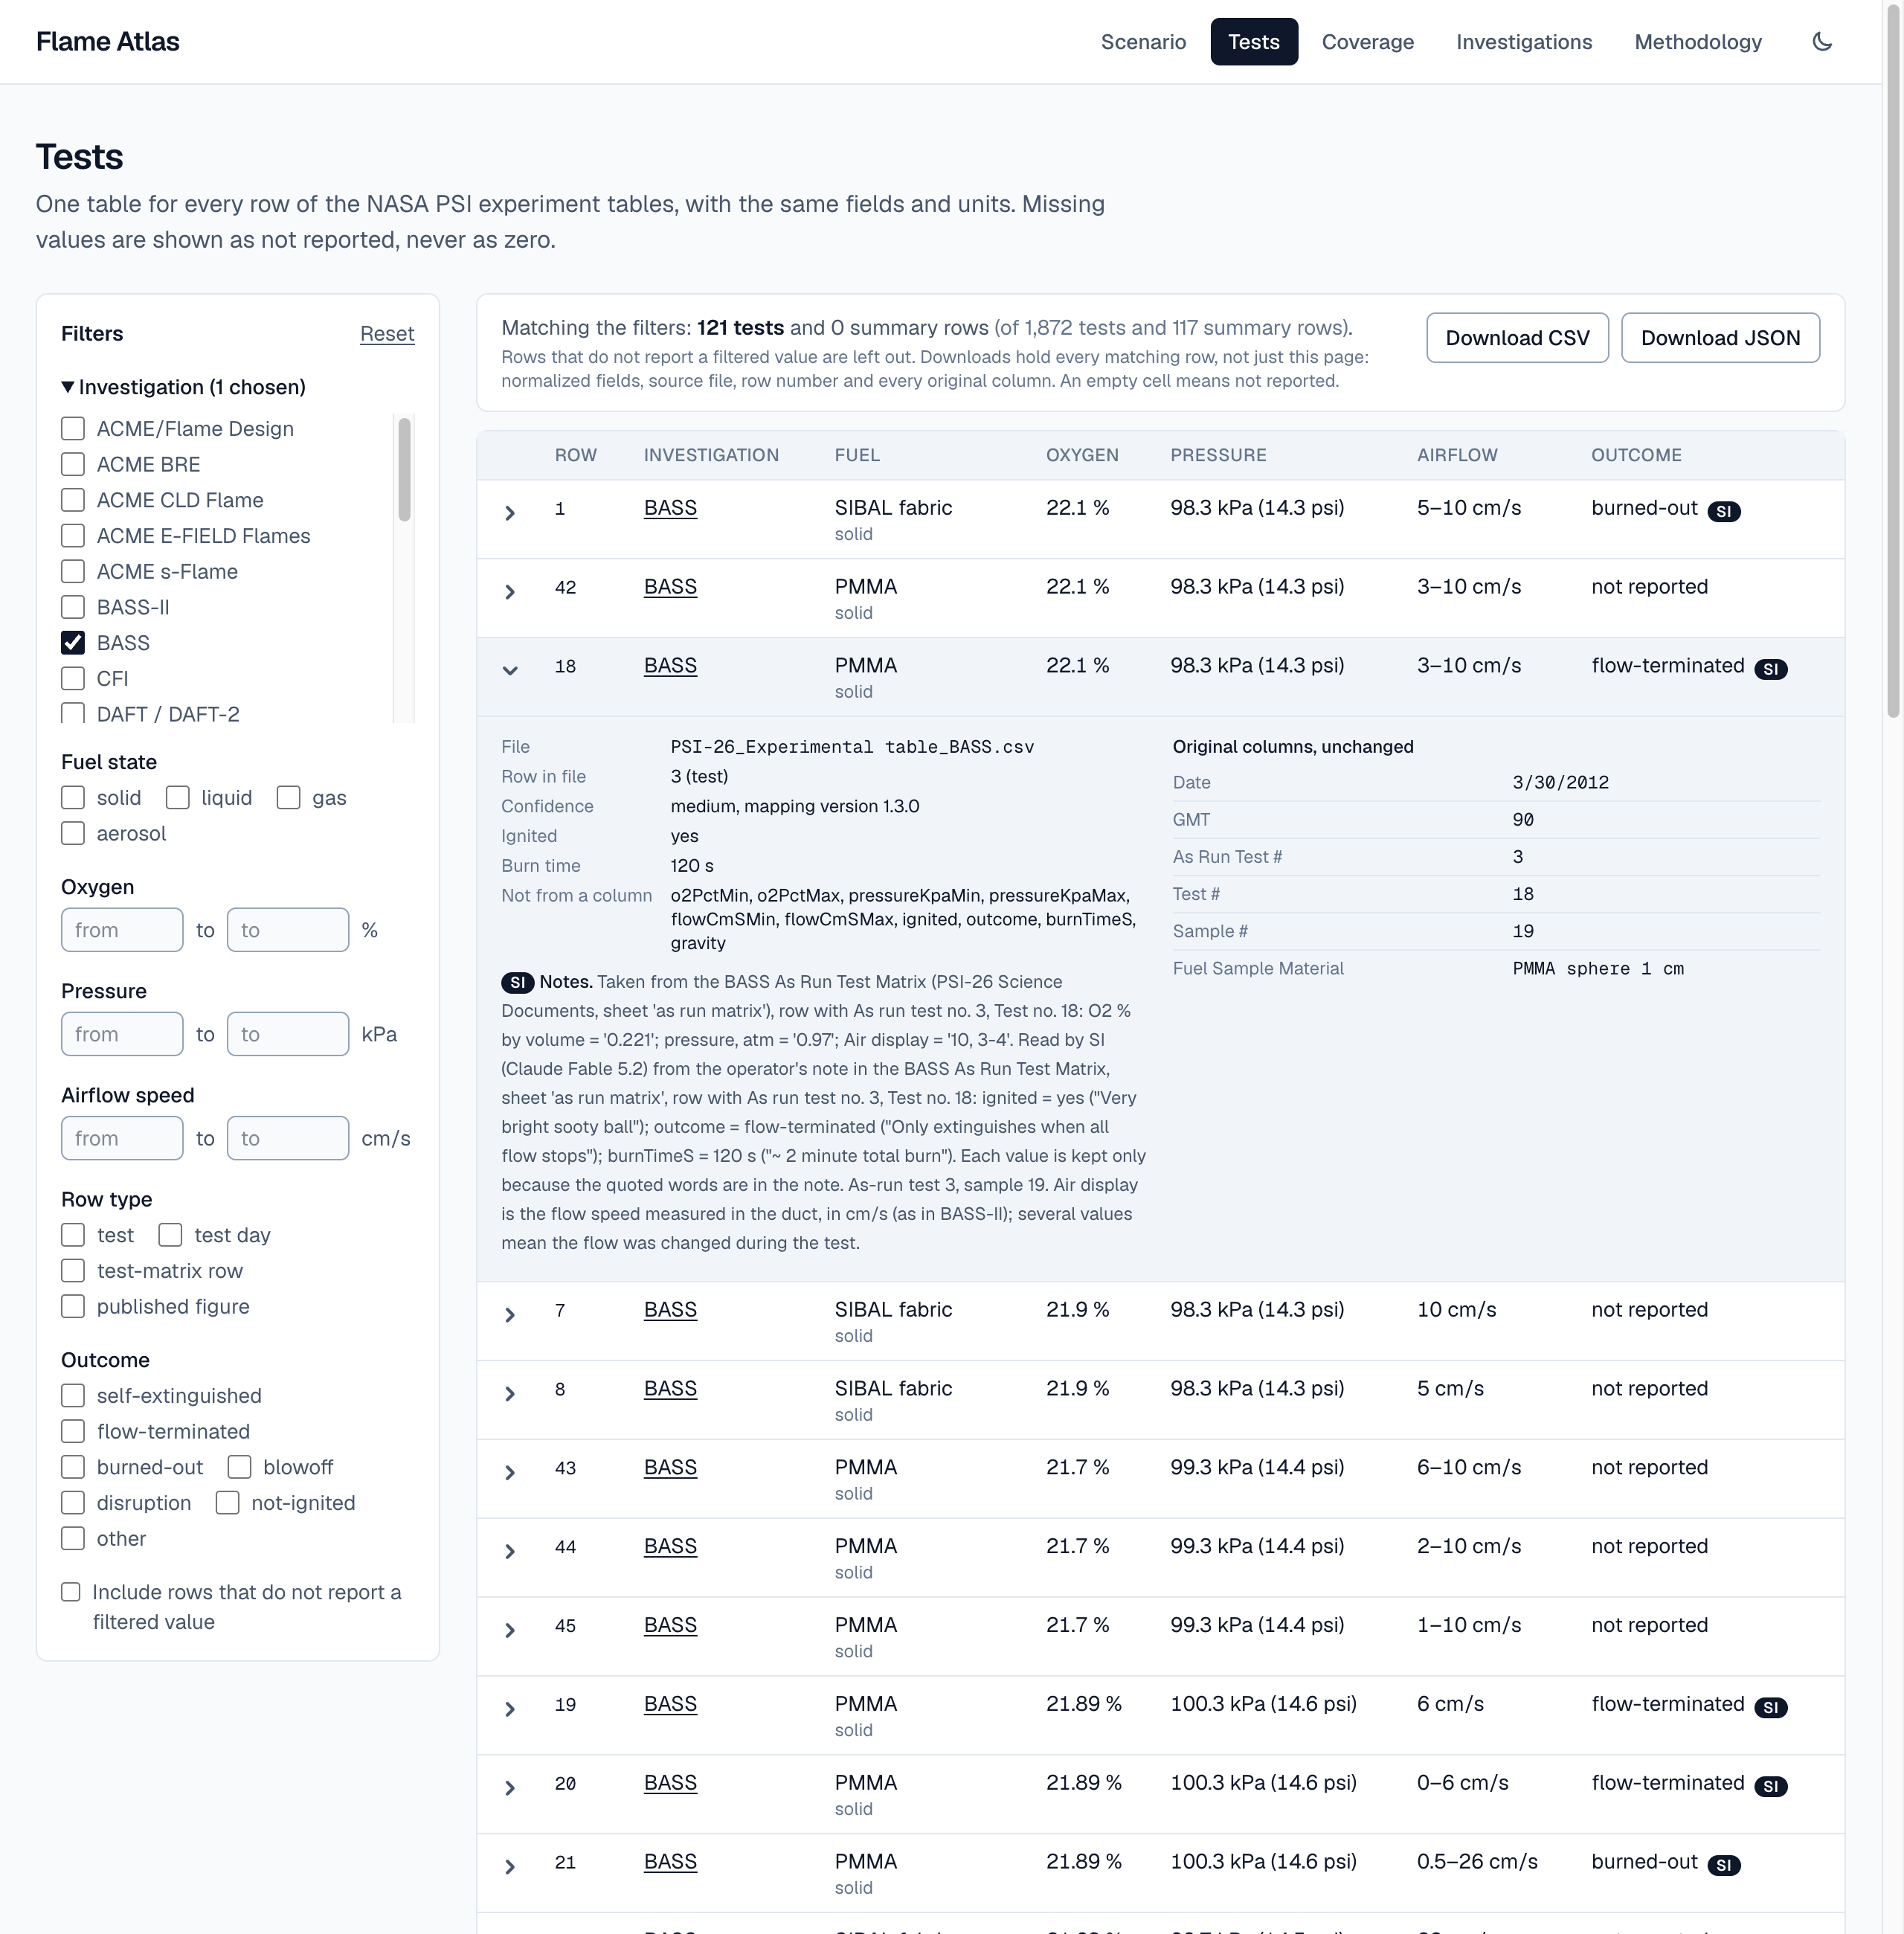 Flame Atlas
Scenario Tests Coverage Investigations Methodology
Tests
One table for every row of the NASA PSI experiment tables, with the same fields and units. Missing
values are shown as not reported, never as zero.
Filters Reset
Investigation (1 chosen)
ACME/Flame Design
ACME BRE
ACME CLD Flame
ACME E-FIELD Flames
ACME s-Flame
BASS-II
BASS
CFI
DAFT / DAFT-2
Fuel state
solid liquid gas
aerosol
Oxygen
from to to %
Pressure
from to to kPa
Airflow speed
from to to cm/s
Row type
test test day
test-matrix row
published figure
Outcome
self-extinguished
flow-terminated
burned-out blowoff
disruption not-ignited
other
Include rows that do not report a
filtered value
Matching the filters: 121 tests and 0 summary rows (of 1,872 tests and 117 summary rows).
Rows that do not report a filtered value are left out. Downloads hold every matching row, not just this page:
normalized fields, source file, row number and every original column. An empty cell means not reported.
Download CSV Download JSON
ROW INVESTIGATION FUEL OXYGEN PRESSURE AIRFLOW OUTCOME
1 BASS SIBAL fabric 22.1 % 98.3 kPa (14.3 psi) 5–10 cm/s burned-out SI
solid
42 BASS PMMA 22.1 % 98.3 kPa (14.3 psi) 3–10 cm/s not reported
solid
18 BASS PMMA 22.1 % 98.3 kPa (14.3 psi) 3–10 cm/s flow-terminated SI
solid
File PSI-26_Experimental table_BASS.csv
Row in file 3 (test)
Confidence medium, mapping version 1.3.0
Ignited yes
Burn time 120 s
Not from a column o2PctMin, o2PctMax, pressureKpaMin, pressureKpaMax,
flowCmSMin, flowCmSMax, ignited, outcome, burnTimeS,
gravity
SI Notes. Taken from the BASS As Run Test Matrix (PSI-26 Science
Documents, sheet 'as run matrix'), row with As run test no. 3, Test no. 18: O2 %
by volume = '0.221'; pressure, atm = '0.97'; Air display = '10, 3-4'. Read by SI
(Claude Fable 5.2) from the operator's note in the BASS As Run Test Matrix,
sheet 'as run matrix', row with As run test no. 3, Test no. 18: ignited = yes ("Very
bright sooty ball"); outcome = flow-terminated ("Only extinguishes when all
flow stops"); burnTimeS = 120 s ("~ 2 minute total burn"). Each value is kept only
because the quoted words are in the note. As-run test 3, sample 19. Air display
is the flow speed measured in the duct, in cm/s (as in BASS-II); several values
mean the flow was changed during the test.
Original columns, unchanged
Date 3/30/2012
GMT 90
As Run Test # 3
Test # 18
Sample # 19
Fuel Sample Material PMMA sphere 1 cm
7 BASS SIBAL fabric 21.9 % 98.3 kPa (14.3 psi) 10 cm/s not reported
solid
8 BASS SIBAL fabric 21.9 % 98.3 kPa (14.3 psi) 5 cm/s not reported
solid
43 BASS PMMA 21.7 % 99.3 kPa (14.4 psi) 6–10 cm/s not reported
solid
44 BASS PMMA 21.7 % 99.3 kPa (14.4 psi) 2–10 cm/s not reported
solid
45 BASS PMMA 21.7 % 99.3 kPa (14.4 psi) 1–10 cm/s not reported
solid
19 BASS PMMA 21.89 % 100.3 kPa (14.6 psi) 6 cm/s flow-terminated SI
solid
20 BASS PMMA 21.89 % 100.3 kPa (14.6 psi) 0–6 cm/s flow-terminated SI
solid
21 BASS PMMA 21.89 % 100.3 kPa (14.6 psi) 0.5–26 cm/s burned-out SI
solid